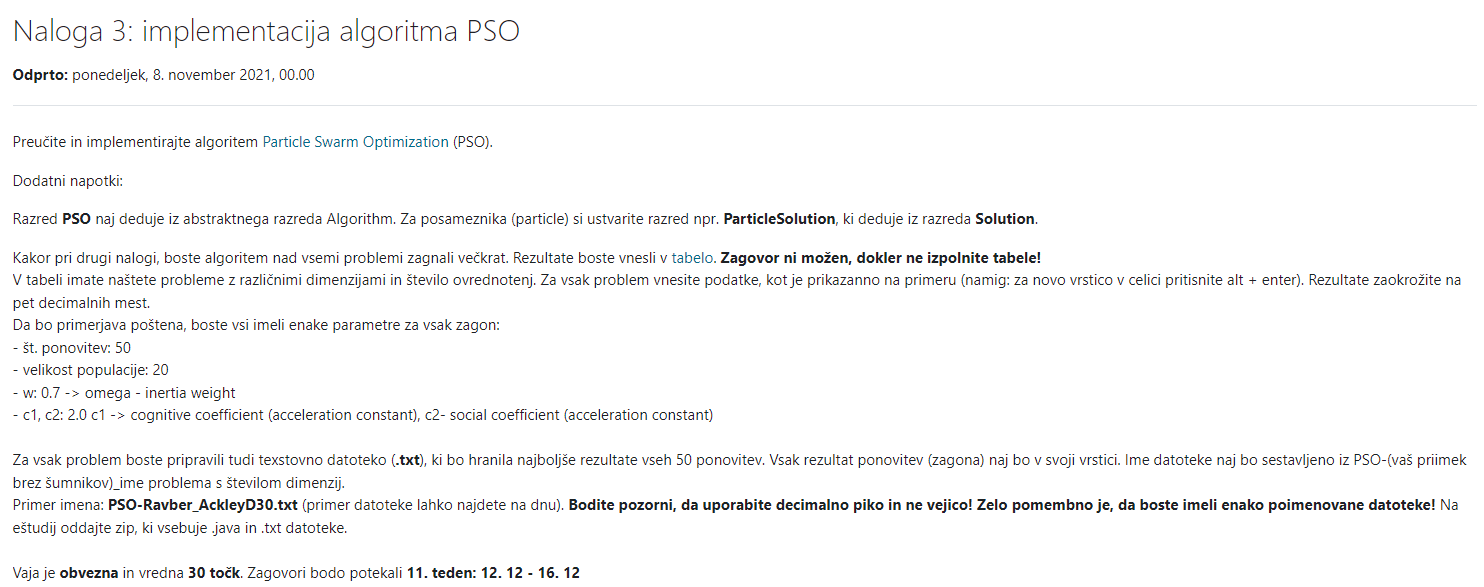 Naloga 3: implementacija algoritma PSO
Odprto: ponedeljek, 8. november 2021, 00.00
Preučite in implementirajte algoritem Particle Swarm Optimization (PSO).
Dodatni napotki:
Razred PSO naj deduje iz abstraktnega razreda Algorithm. Za posameznika (particle) si ustvarite razred npr. ParticleSolution, ki deduje iz razreda Solution.
Kakor pri drugi nalogi, boste algoritem nad vsemi problemi zagnali večkrat. Rezultate boste vnesli v tabelo. Zagovor ni možen, dokler ne izpolnite tabele!
V tabeli imate naštete probleme z različnimi dimenzijami in število ovrednotenj. Za vsak problem vnesite podatke, kot je prikazanno na primeru (namig: za novo vrstico v celici pritisnite alt + enter). Rezultate zaokrožite na
pet decimalnih mest.
Da bo primerjava poštena, boste vsi imeli enake parametre za vsak zagon:
- št. ponovitev: 50
- velikost populacije: 20
- w: 0.7 -> omega - inertia weight
- c1, c2: 2.0 c1 -> cognitive coefficient (acceleration constant), c2- social coefficient (acceleration constant)
Za vsak problem boste pripravili tudi texstovno datoteko (.txt), ki bo hranila najboljše rezultate vseh 50 ponovitev. Vsak rezultat ponovitev (zagona) naj bo v svoji vrstici. Ime datoteke naj bo sestavljeno iz PSO-(vaš priimek
brez šumnikov)_ime problema s številom dimenzij.
Primer imena: PSO-Ravber_AckleyD30.txt (primer datoteke lahko najdete na dnu). Bodite pozorni, da uporabite decimalno piko in ne vejico! Zelo pomembno je, da boste imeli enako poimenovane datoteke! Na
eštudij oddajte zip, ki vsebuje .java in .txt datoteke.
Vaja je obvezna in vredna 30 točk. Zagovori bodo potekali 11. teden: 12. 12 - 16. 12